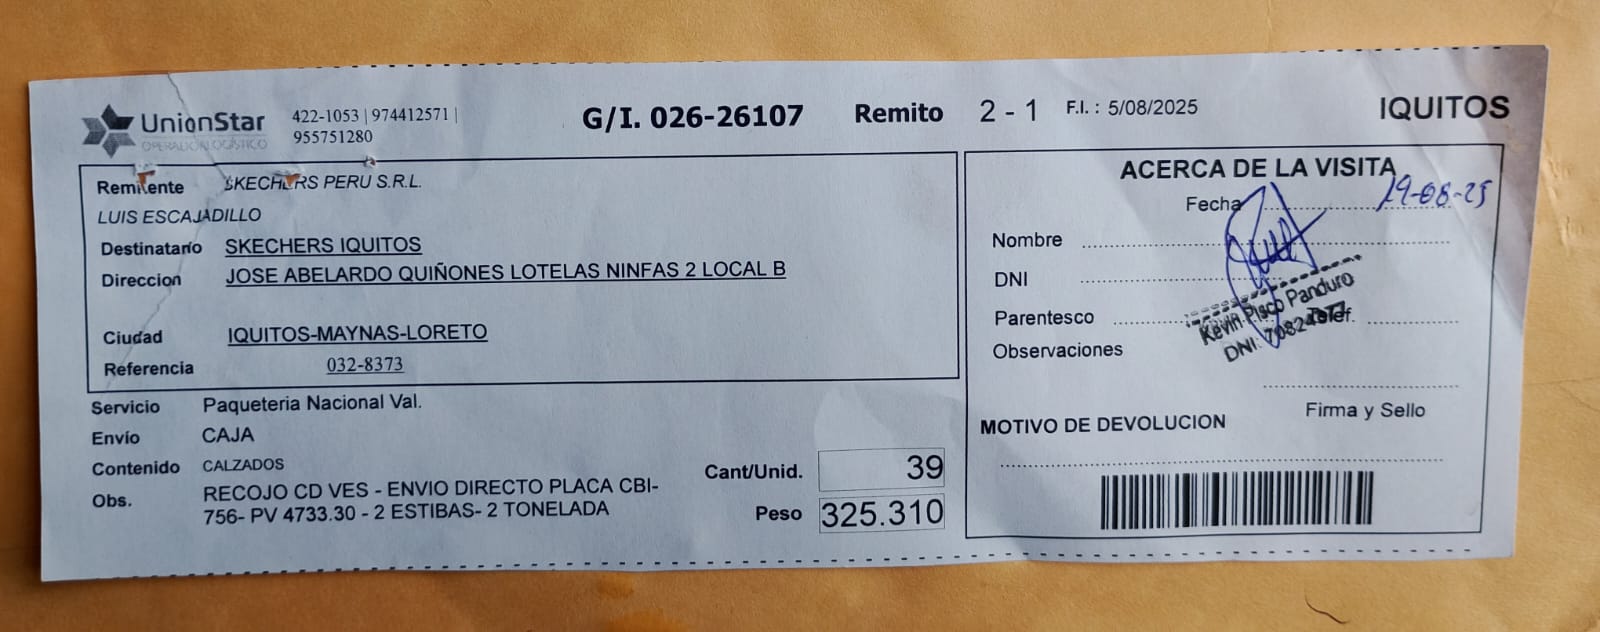 UnionStar
OPERADOR LOGÍSTICO
422-1053 | 974412571 |
955751280
G/I. 026-26107
Remito 2 - 1
F.I. : 5/08/2025
IQUITOS
Remitente SKECHERS PERU S.R.L.
LUIS ESCAJADILLO
Destinatario SKECHERS IQUITOS
Direccion JOSE ABELARDO QUIÑONES LOTELAS NINFAS 2 LOCAL B
Ciudad IQUITOS-MAYNAS-LORETO
Referencia 032-8373
Servicio Paqueteria Nacional Val.
Envío CAJA
Contenido CALZADOS
Obs. RECOJO CD VES - ENVIO DIRECTO PLACA CBI-
756- PV 4733.30 - 2 ESTIBAS- 2 TONELADA
Cant/Unid. 39
Peso 325.310
ACERCA DE LA VISITA
Fecha 19-08-25
Nombre
DNI
Parentesco
Telef.
Kevin Pisco Panduro
DNI:
Observaciones
Firma y Sello
MOTIVO DE DEVOLUCION